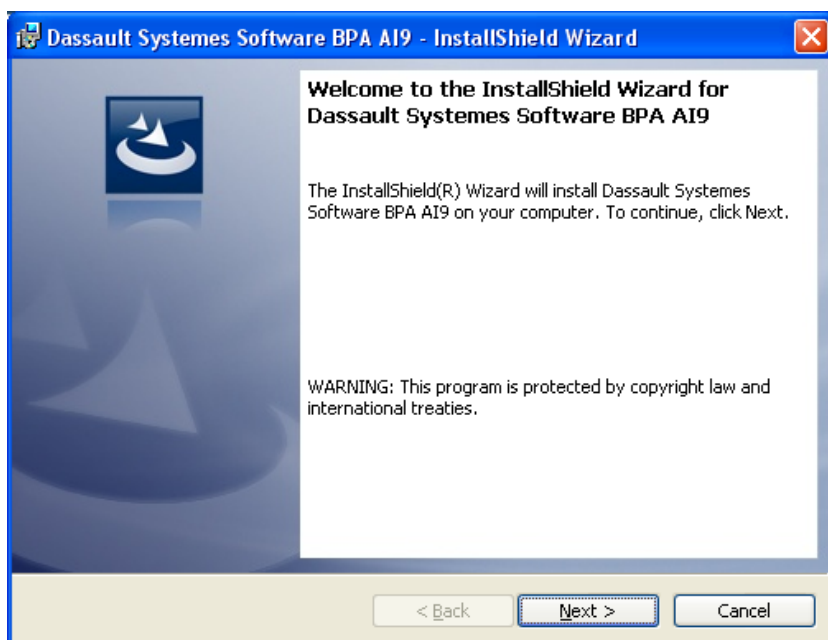 Dassault Systemes Software BPA AI9 - InstallShield Wizard
Welcome to the InstallShield Wizard for
Dassault Systemes Software BPA AI9
The InstallShield(R) Wizard will install Dassault Systemes
Software BPA AI9 on your computer. To continue, click Next.
WARNING: This program is protected by copyright law and
international treaties.
< Back
Next >
Cancel